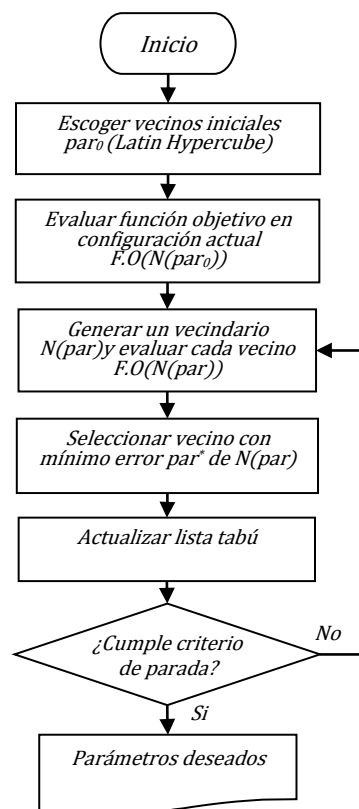 Inicio
Escoger vecinos iniciales
par₀ (Latin Hypercube)
Evaluar función objetivo en
configuración actual
F.O(N(par₀))
Generar un vecindario
N(par)y evaluar cada vecino
F.O(N(par))
Seleccionar vecino con
mínimo error par* de N(par)
Actualizar lista tabú
¿Cumple criterio
de parada?
No
Si
Parámetros deseados